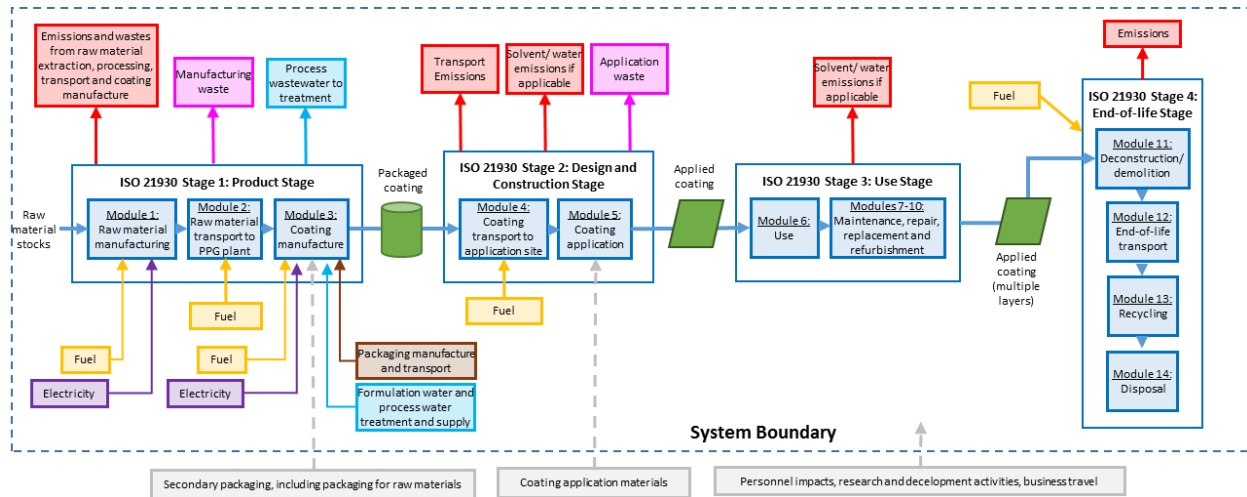 Emissions and wastes
from raw material
extraction, processing,
transport and coating
manufacture
Manufacturing
waste
Process
wastewater to
treatment
Transport
Emissions
Solvent/ water
emissions if
applicable
Application
waste
Solvent/ water
emissions if
applicable
Emissions
Fuel
ISO 21930 Stage 1: Product Stage
Raw
material
stocks
Module 1:
Raw material
manufacturing
Module 2:
Raw material
transport to
PPG plant
Module 3:
Coating
manufacture
Packaged
coating
ISO 21930 Stage 2: Design and
Construction Stage
Module 4:
Coating
transport to
application site
Module 5:
Coating
application
Applied
coating
ISO 21930 Stage 3: Use Stage
Module 6:
Use
Modules 7-10:
Maintenance, repair,
replacement and
refurbishment
Applied
coating
(multiple
layers)
ISO 21930 Stage 4:
End-of-life Stage
Module 11:
Deconstruction/
demolition
Module 12:
End-of-life
transport
Module 13:
Recycling
Module 14:
Disposal
Fuel
Fuel
Fuel
Fuel
Electricity
Electricity
Packaging manufacture
and transport
Formulation water and
process water
treatment and supply
System Boundary
Secondary packaging, including packaging for raw materials
Coating application materials
Personnel impacts, research and development activities, business travel